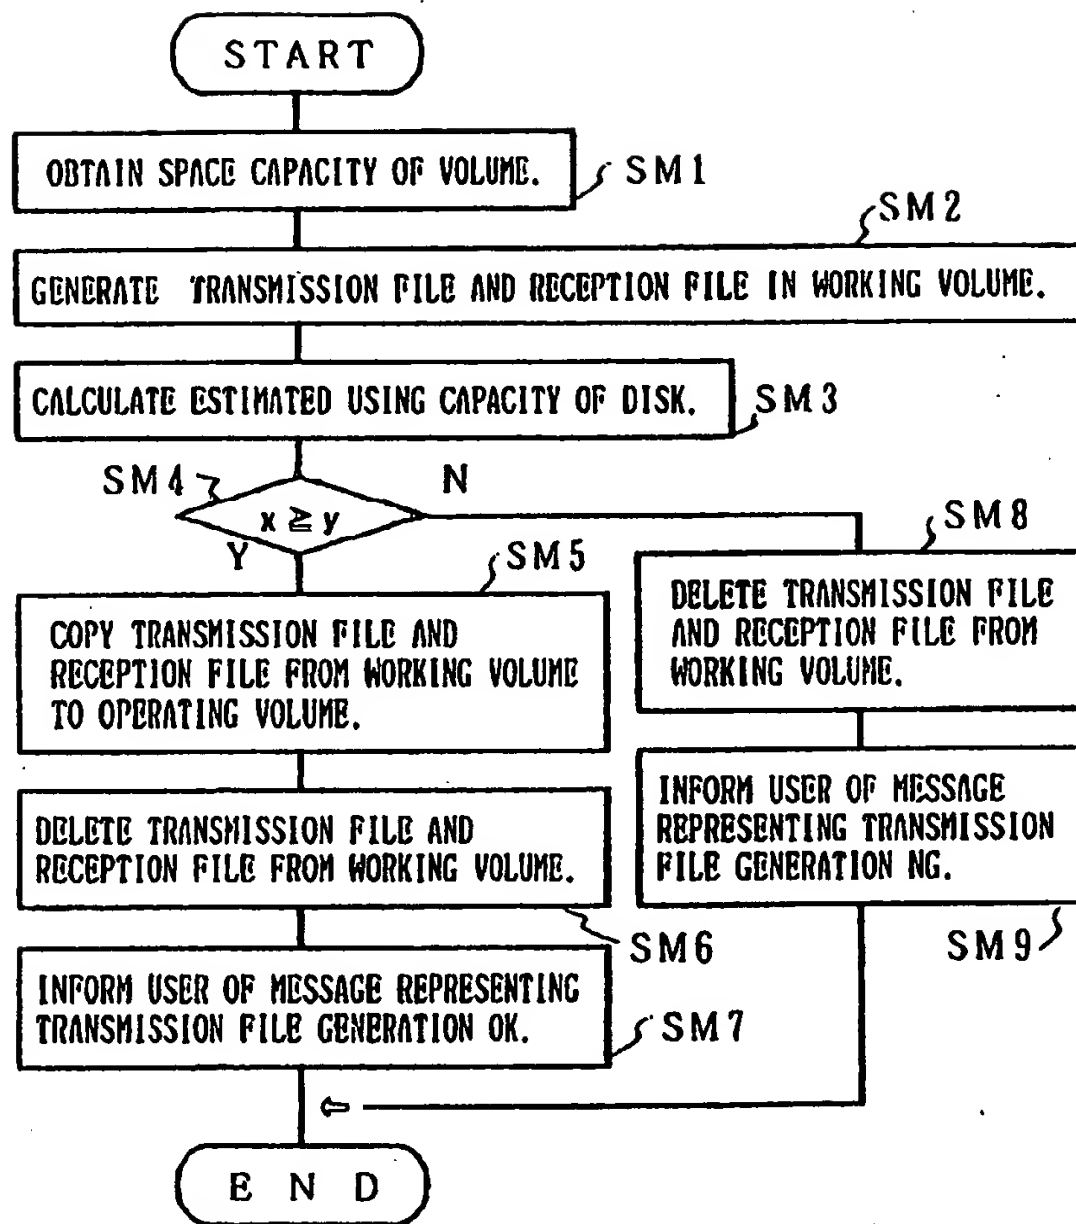 START
OBTAIN SPACE CAPACITY OF VOLUME.
SM1
SM2
GENERATE TRANSMISSION FILE AND RECEPTION FILE IN WORKING VOLUME.
CALCULATE ESTIMATED USING CAPACITY OF DISK.
SM3
SM4
N
x ≧ y
Y
SM5
COPY TRANSMISSION FILE AND
RECEPTION FILE FROM WORKING VOLUME
TO OPERATING VOLUME.
SM8
DELETE TRANSMISSION FILE
AND RECEPTION FILE FROM
WORKING VOLUME.
DELETE TRANSMISSION FILE AND
RECEPTION FILE FROM WORKING VOLUME.
SM6
INFORM USER OF MESSAGE
REPRESENTING TRANSMISSION
FILE GENERATION NG.
SM9
INFORM USER OF MESSAGE REPRESENTING
TRANSMISSION FILE GENERATION OK.
SM7
END